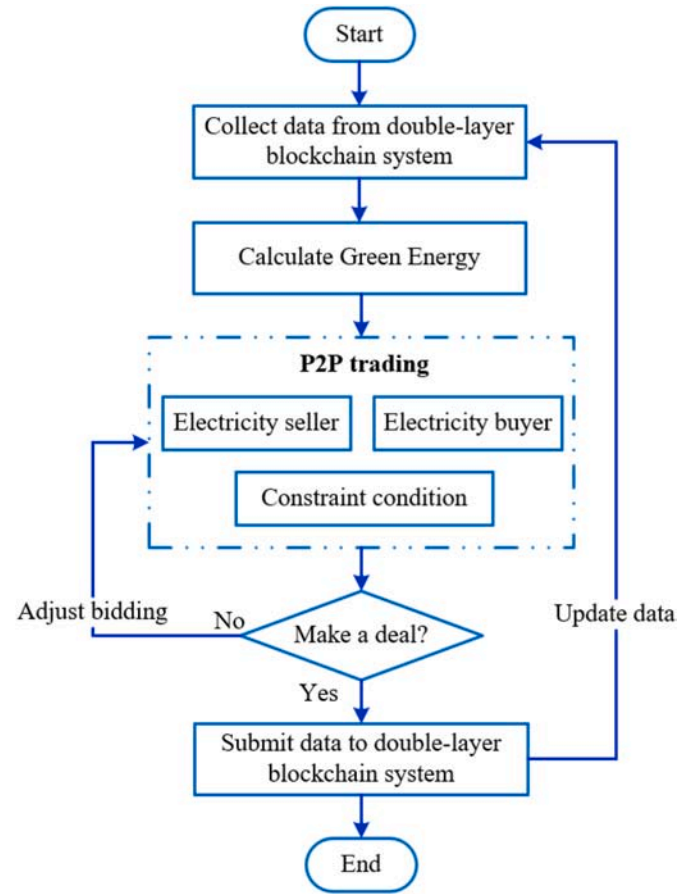 Start
Collect data from double-layer
blockchain system
Calculate Green Energy
P2P trading
Electricity seller
Electricity buyer
Constraint condition
Adjust bidding
No
Make a deal?
Update data
Yes
Submit data to double-layer
blockchain system
End